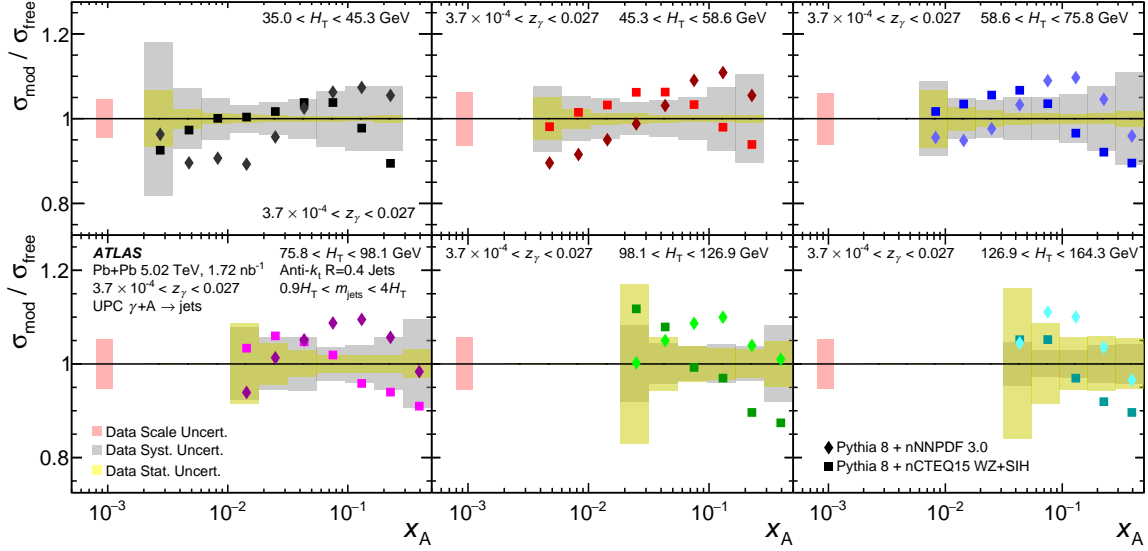 35.0 < H_T < 45.3 GeV
3.7 × 10⁻⁴ < z_γ < 0.027
45.3 < H_T < 58.6 GeV
3.7 × 10⁻⁴ < z_γ < 0.027
58.6 < H_T < 75.8 GeV
σ_mod / σ_free
1.2
1
0.8
3.7 × 10⁻⁴ < z_γ < 0.027
ATLAS
75.8 < H_T < 98.1 GeV
Pb+Pb 5.02 TeV, 1.72 nb⁻¹
Anti-k_t R=0.4 Jets
3.7 × 10⁻⁴ < z_γ < 0.027
0.9H_T < m_jets < 4H_T
UPC γ+A → jets
3.7 × 10⁻⁴ < z_γ < 0.027
98.1 < H_T < 126.9 GeV
3.7 × 10⁻⁴ < z_γ < 0.027
126.9 < H_T < 164.3 GeV
σ_mod / σ_free
1.2
1
0.8
Data Scale Uncert.
Data Syst. Uncert.
Data Stat. Uncert.
Pythia 8 + nNNPDF 3.0
Pythia 8 + nCTEQ15 WZ+SIH
10⁻³ 10⁻² 10⁻¹
10⁻³ 10⁻² 10⁻¹
10⁻³ 10⁻² 10⁻¹
x_A
x_A
x_A